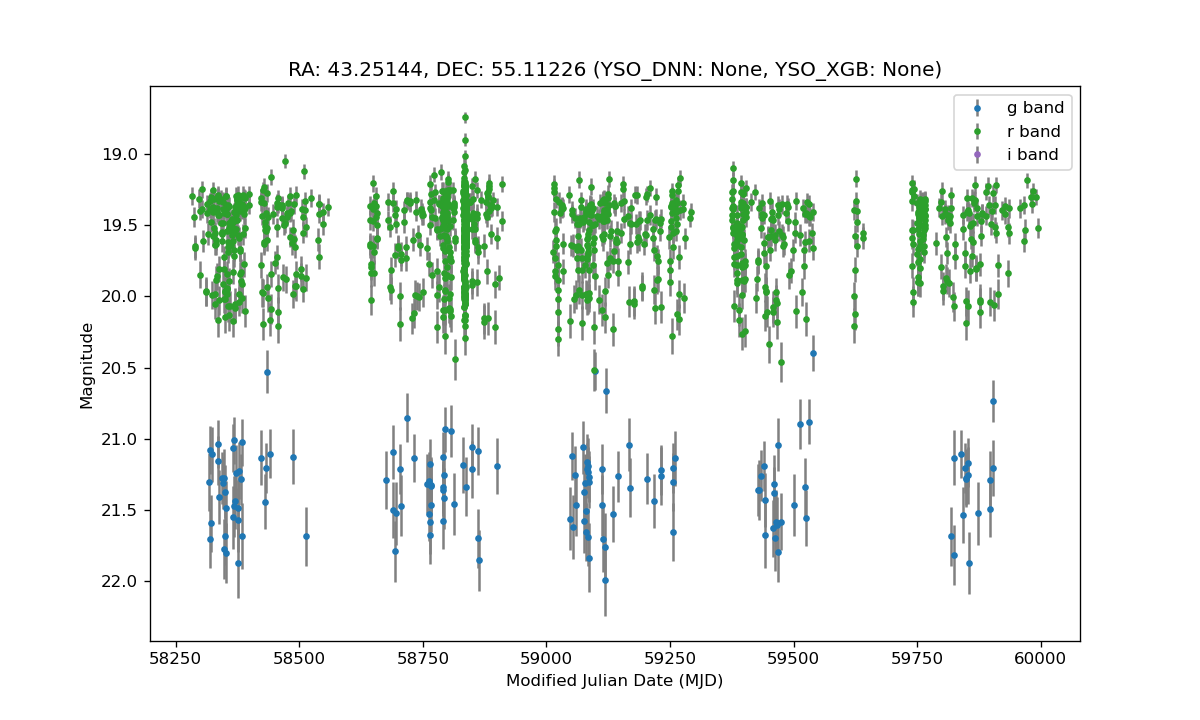 RA: 43.25144, DEC: 55.11226 (YSO_DNN: None, YSO_XGB: None)
g band
r band
i band
19.0
19.5
20.0
20.5
21.0
21.5
22.0
Magnitude
58250 58500 58750 59000 59250 59500 59750 60000
Modified Julian Date (MJD)